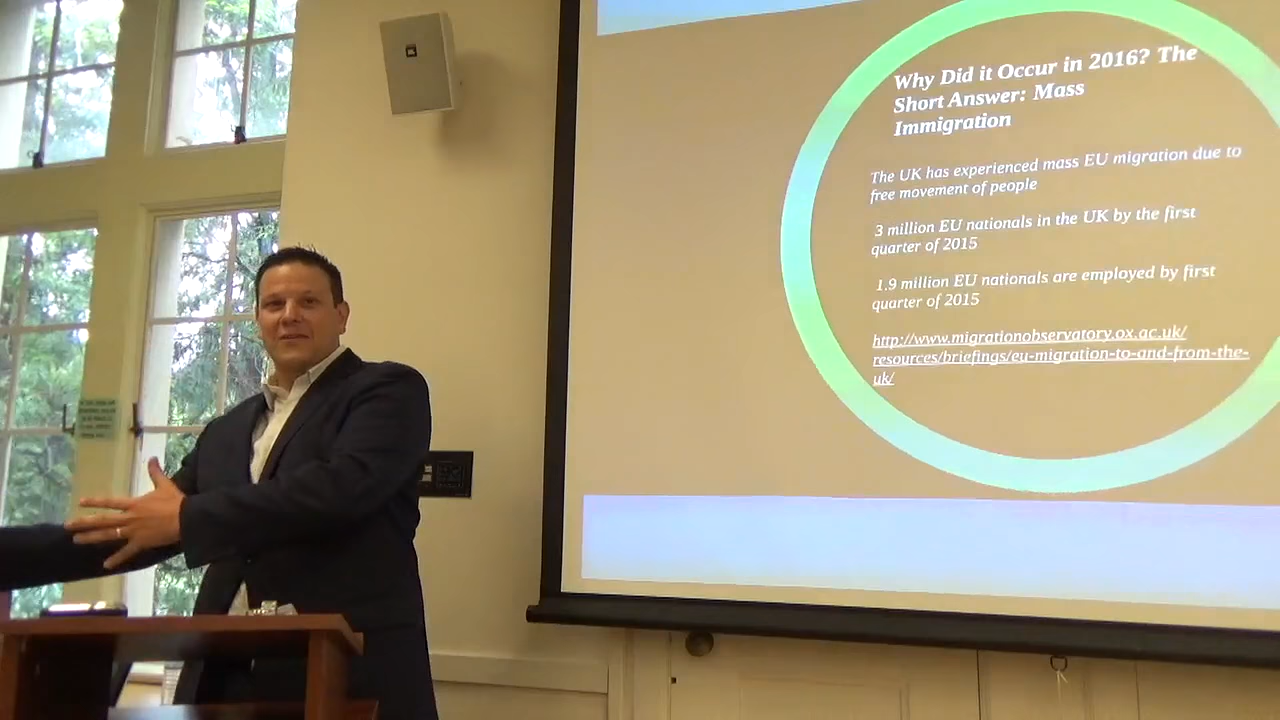 Why Did it Occur in 2016? The
Short Answer: Mass
Immigration
The UK has experienced mass EU migration due to
free movement of people
3 million EU nationals in the UK by the first
quarter of 2015
1.9 million EU nationals are employed by first
quarter of 2015
http://www.migrationobservatory.ox.ac.uk/
resources/briefings/eu-migration-to-and-from-the-
uk/